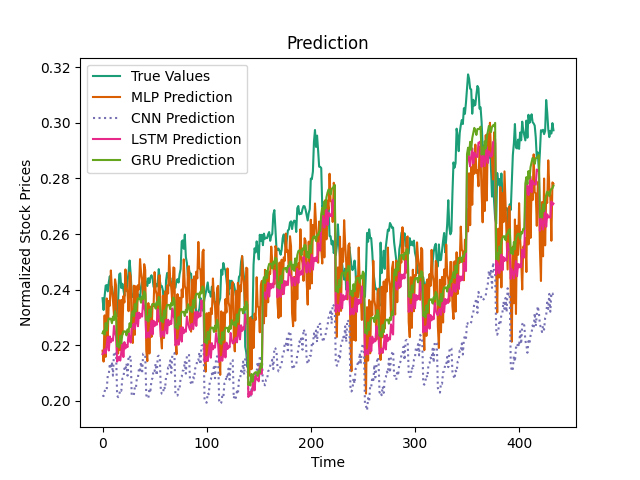 Prediction
True Values
MLP Prediction
CNN Prediction
LSTM Prediction
GRU Prediction
Normalized Stock Prices
0.32
0.30
0.28
0.26
0.24
0.22
0.20
0
100
200
300
400
Time